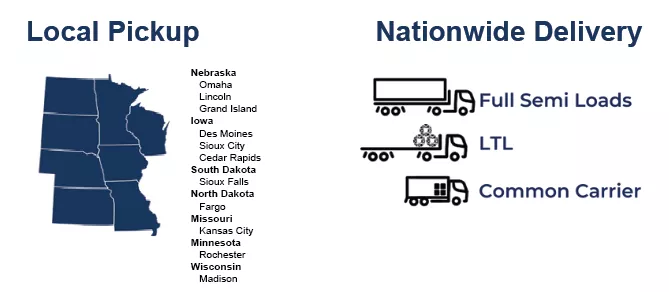 Local Pickup
Nebraska
Omaha
Lincoln
Grand Island
Iowa
Des Moines
Sioux City
Cedar Rapids
South Dakota
Sioux Falls
North Dakota
Fargo
Missouri
Kansas City
Minnesota
Rochester
Wisconsin
Madison
Nationwide Delivery
Full Semi Loads
LTL
Common Carrier